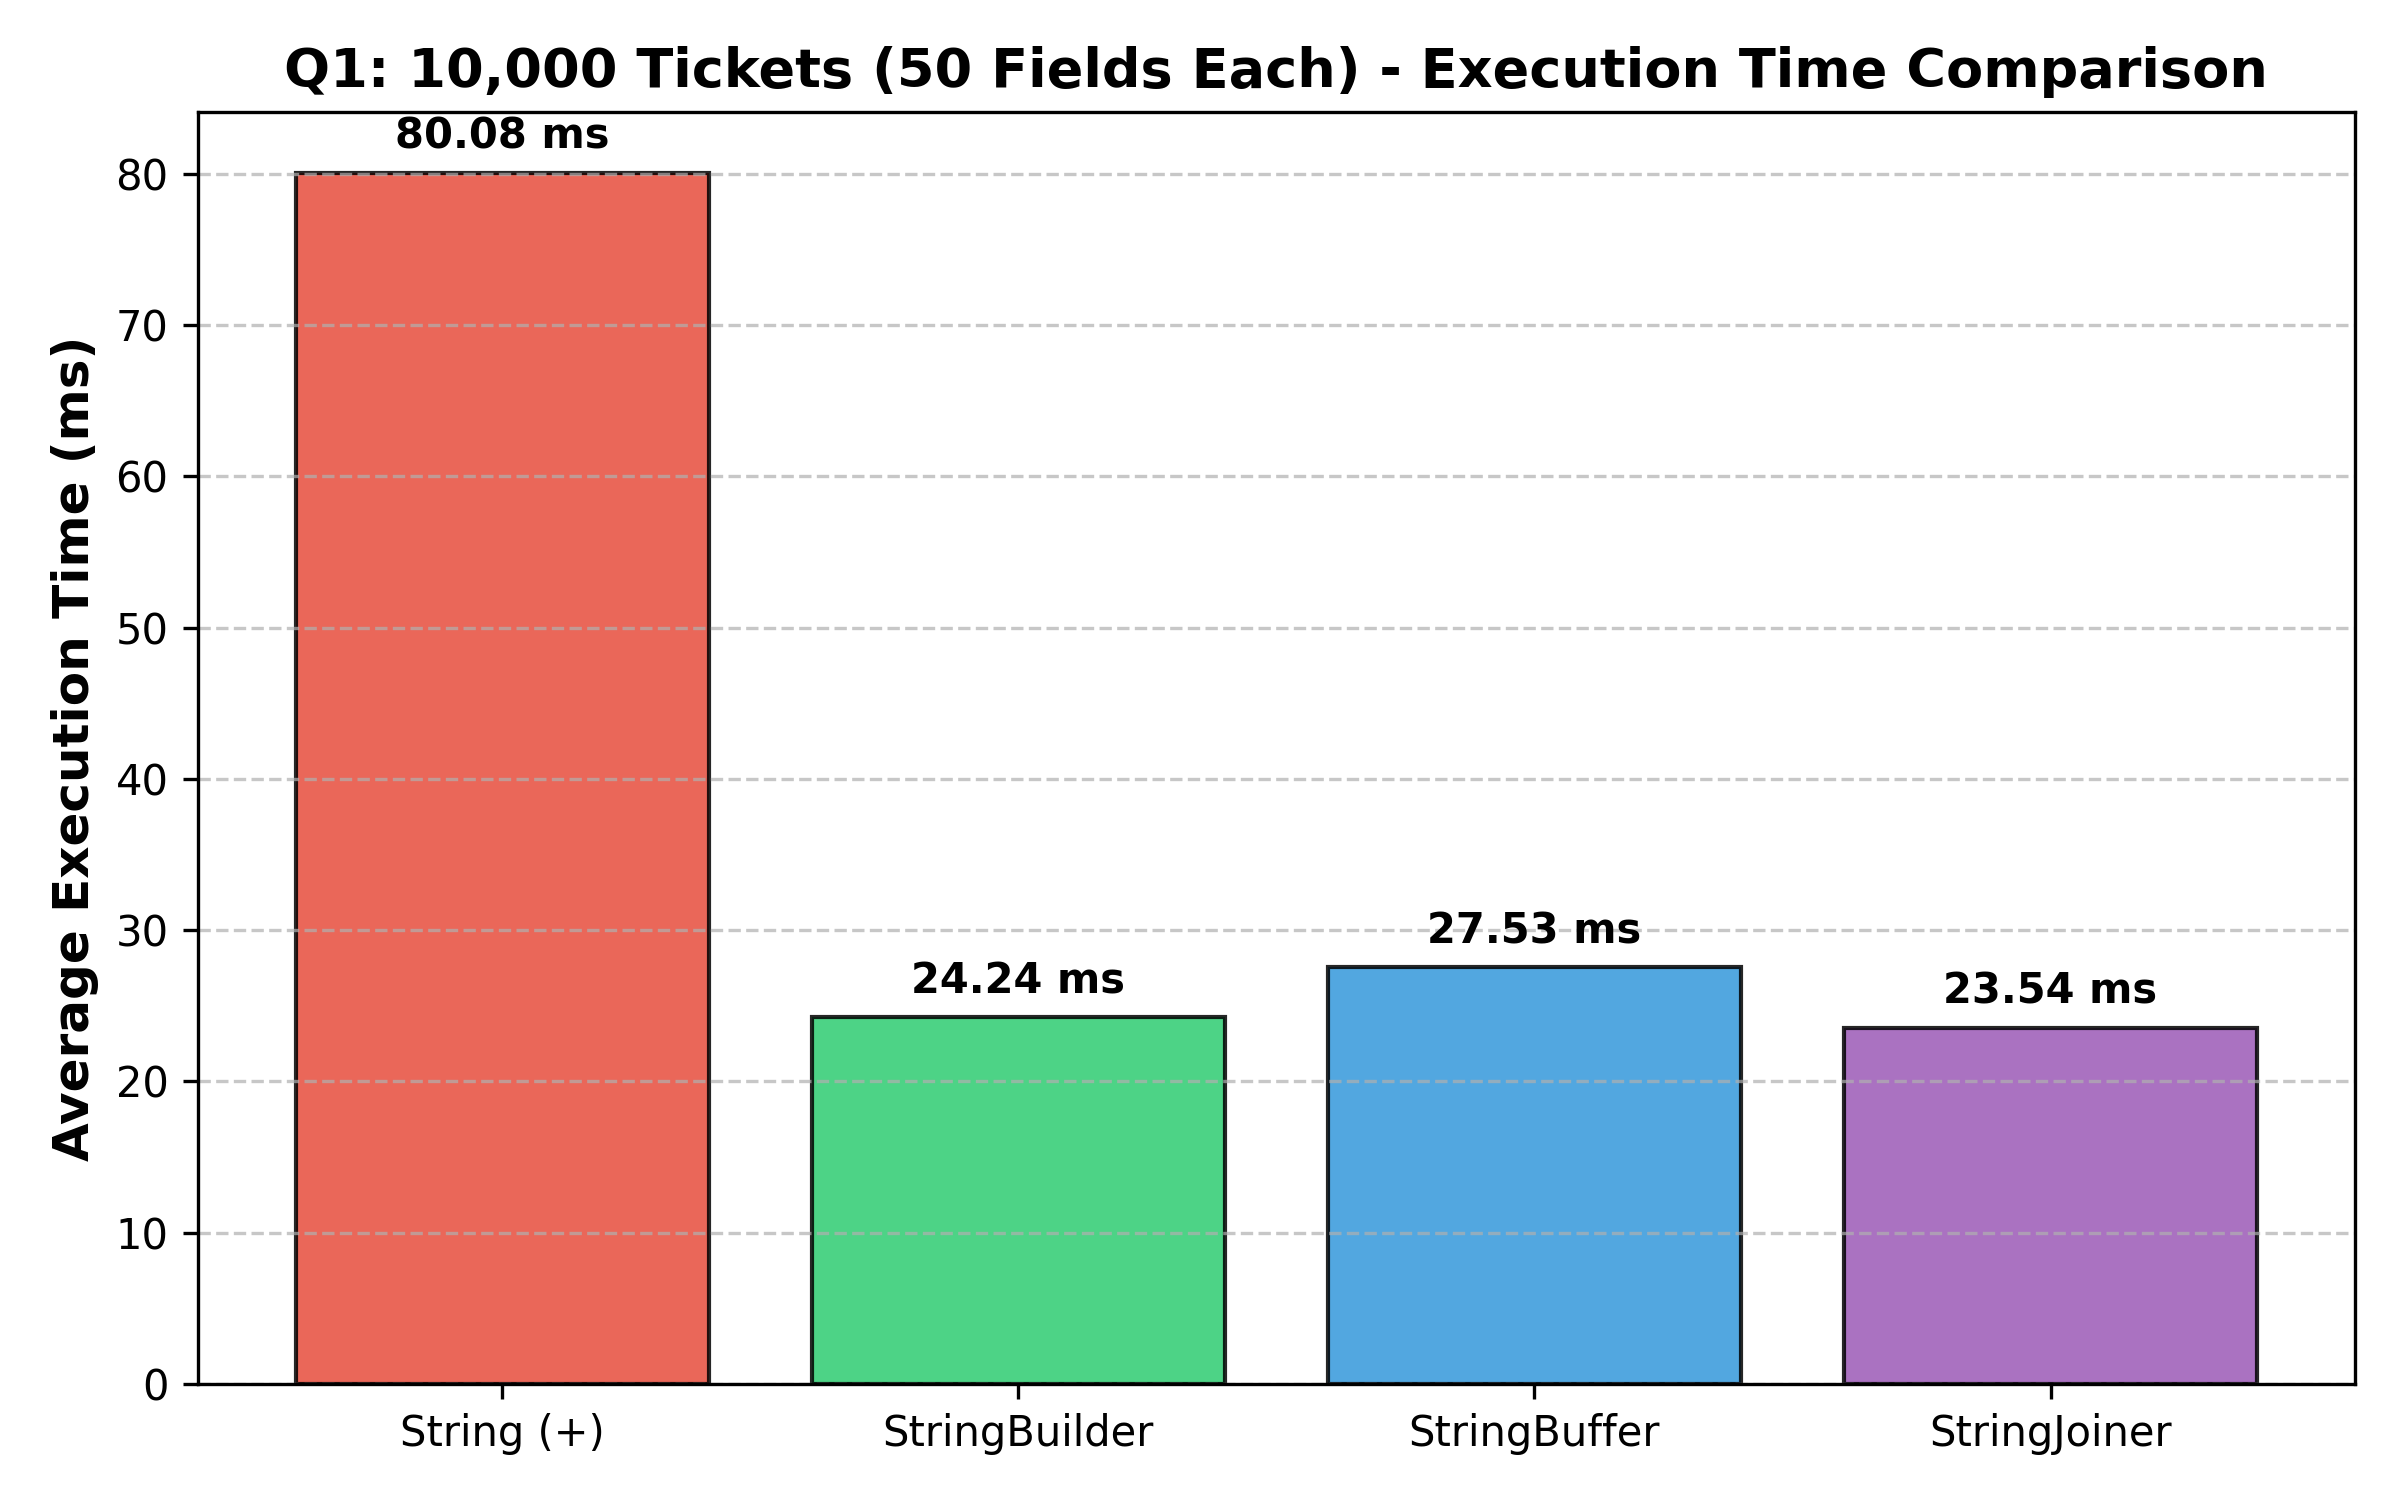 Q1: 10,000 Tickets (50 Fields Each) - Execution Time Comparison
Average Execution Time (ms)
80
70
60
50
40
30
20
10
0
80.08 ms
24.24 ms
27.53 ms
23.54 ms
String (+)
StringBuilder
StringBuffer
StringJoiner